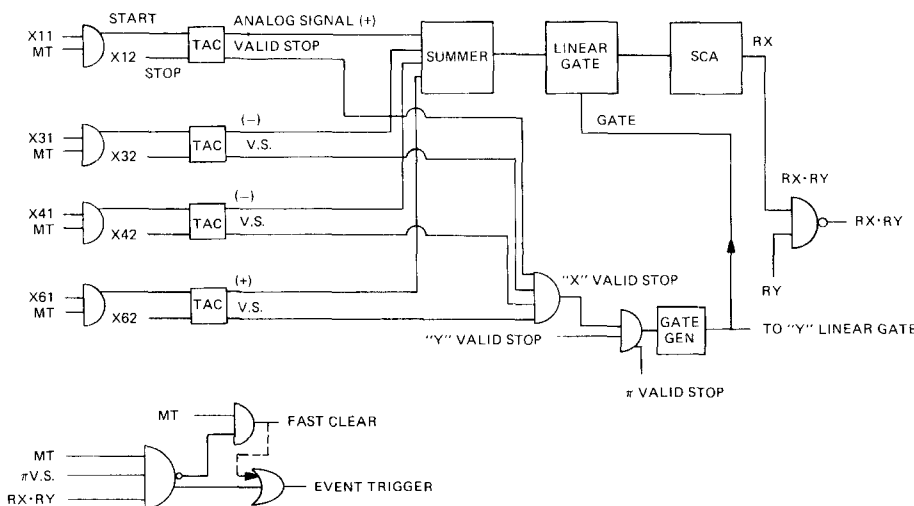 START
ANALOG SIGNAL (+)
X11
MT
X12
TAC
VALID STOP
STOP
SUMMER
LINEAR
GATE
SCA
RX
GATE
X31
MT
X32
TAC
(−)
V.S.
X41
MT
X42
TAC
(−)
V.S.
RX·RY
RX·RY
RY
X61
MT
X62
TAC
(+)
V.S.
"X" VALID STOP
"Y" VALID STOP
GATE
GEN
TO "Y" LINEAR GATE
π VALID STOP
MT
FAST CLEAR
MT
πV.S.
RX·RY
EVENT TRIGGER